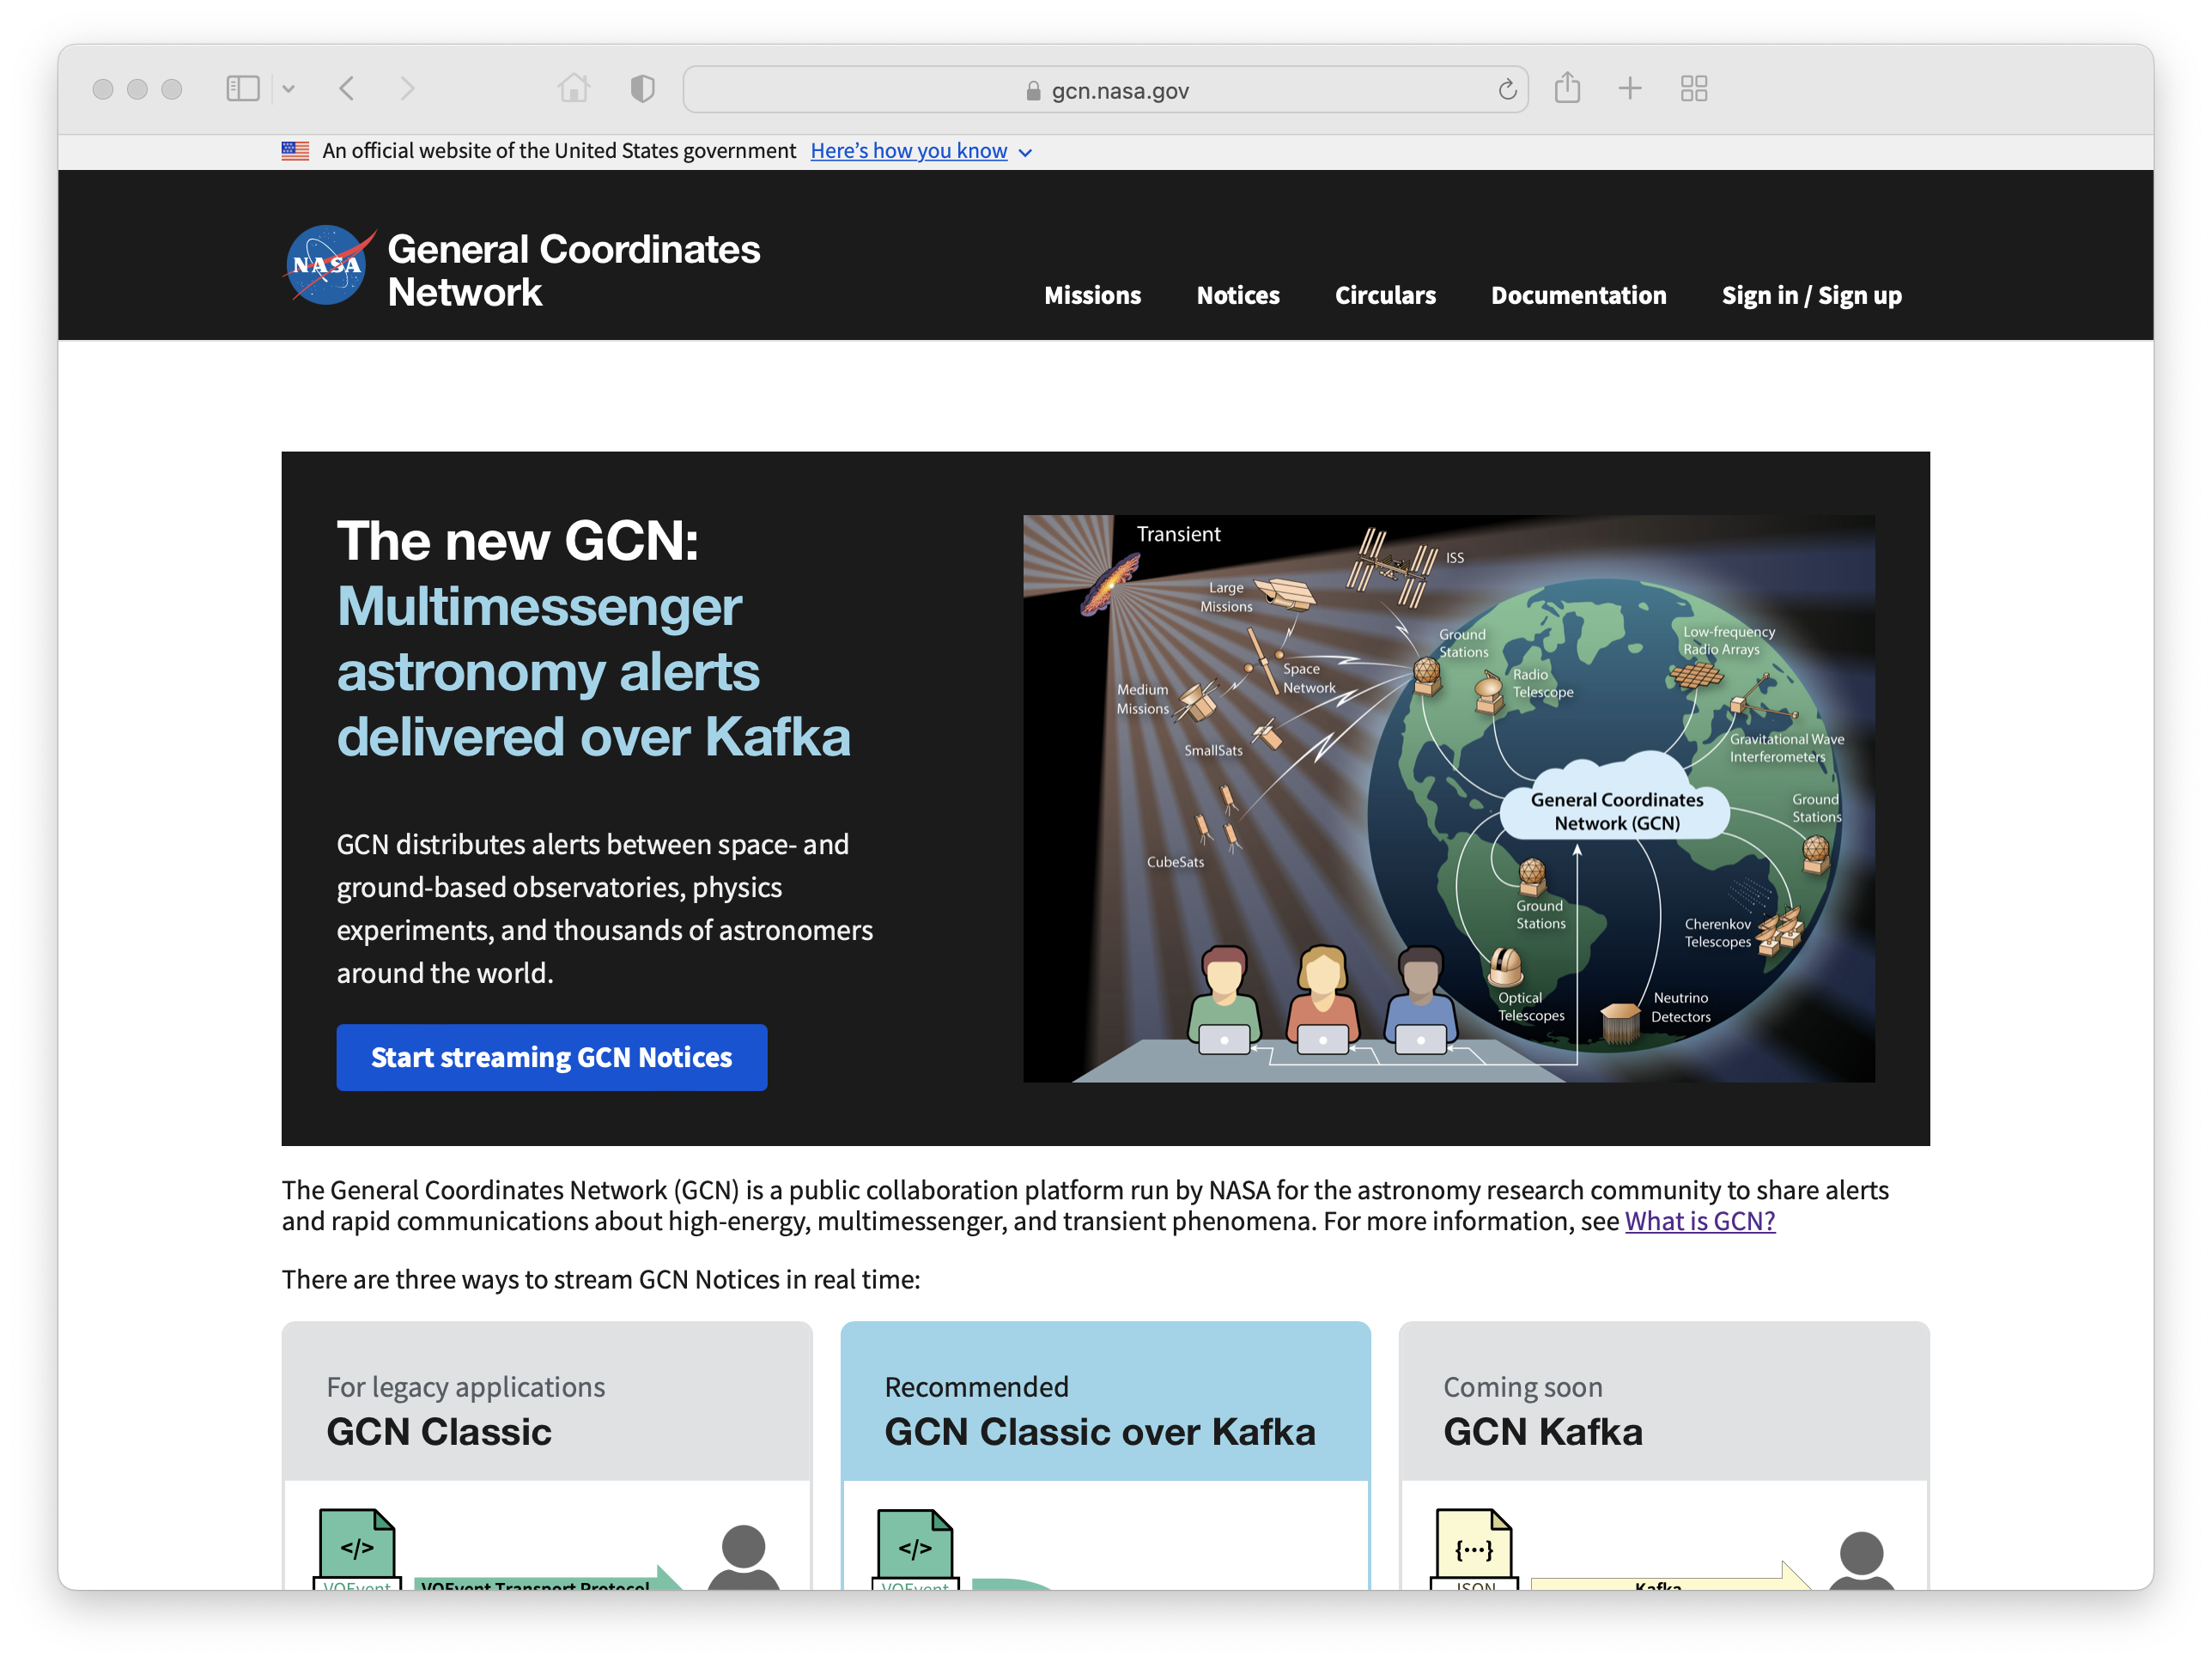 gcn.nasa.gov
An official website of the United States government Here’s how you know
NASA
General Coordinates
Network
Missions Notices Circulars Documentation Sign in / Sign up
The new GCN:
Multimessenger
astronomy alerts
delivered over Kafka
GCN distributes alerts between space- and
ground-based observatories, physics
experiments, and thousands of astronomers
around the world.
Start streaming GCN Notices
Transient
ISS
Large
Missions
Ground
Stations
Low-frequency
Radio Arrays
Space
Network
Radio
Telescope
Medium
Missions
SmallSats
Gravitational Wave
Interferometers
General Coordinates
Network (GCN)
Ground
Stations
CubeSats
Ground
Stations
Cherenkov
Telescopes
Optical
Telescopes
Neutrino
Detectors
The General Coordinates Network (GCN) is a public collaboration platform run by NASA for the astronomy research community to share alerts
and rapid communications about high-energy, multimessenger, and transient phenomena. For more information, see What is GCN?
There are three ways to stream GCN Notices in real time:
For legacy applications
GCN Classic
</>
VOEvent
VOEvent Transport Protocol
Recommended
GCN Classic over Kafka
</>
VOEvent
Coming soon
GCN Kafka
{···}
JSON
Kafka